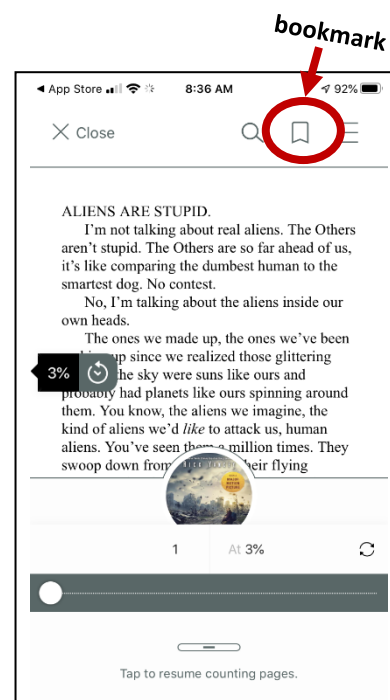 bookmark
App Store
8:36 AM
92%
Close
ALIENS ARE STUPID.
I'm not talking about real aliens. The Others
aren't stupid. The Others are so far ahead of us,
it's like comparing the dumbest human to the
smartest dog. No contest.
No, I'm talking about the aliens inside our
own heads.
The ones we made up, the ones we've been
up since we realized those glittering
3%
the sky were suns like ours and
probably had planets like ours spinning around
them. You know, the aliens we imagine, the
kind of aliens we'd like to attack us, human
aliens. You've seen them a million times. They
swoop down from their flying
1
At 3%
Tap to resume counting pages.